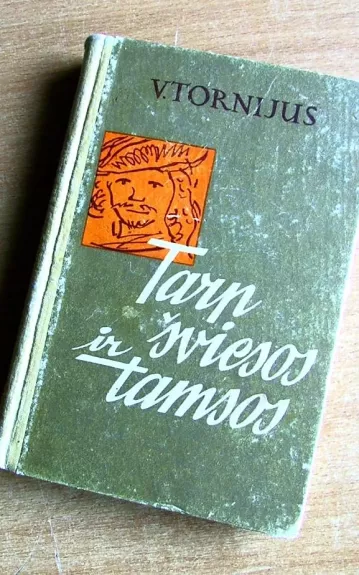 V. TORNIJUS
Tarp
šviesos
ir
tamsos